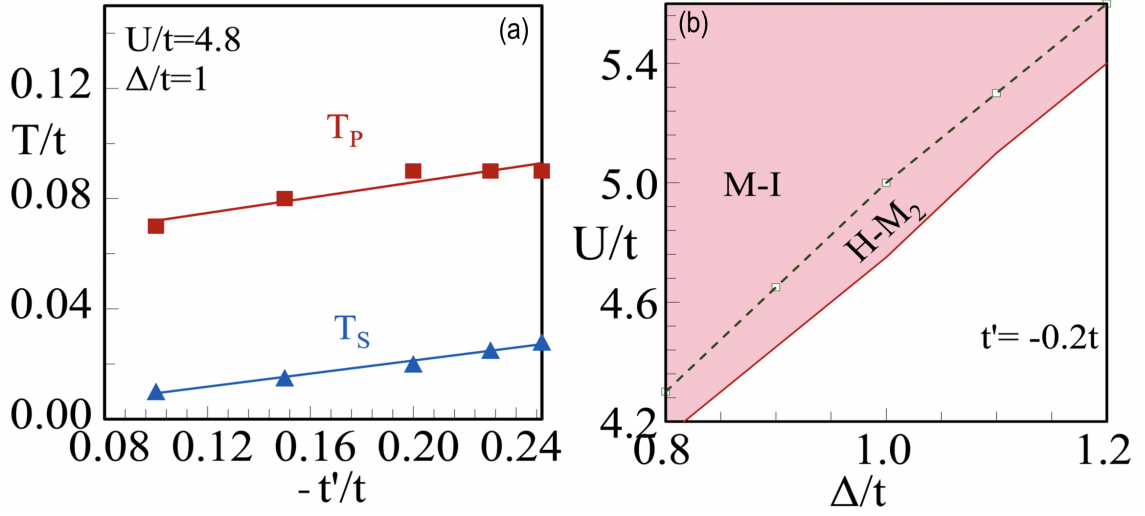 (a)
U/t=4.8
Δ/t=1
0.12
T/t
0.08
0.04
0.00
T_P
T_S
0.08 0.12 0.16 0.20 0.24
- t'/t
(b)
5.4
5.0
U/t
4.6
4.2
M-I
H-M₂
t'= -0.2t
0.8 1.0 1.2
Δ/t